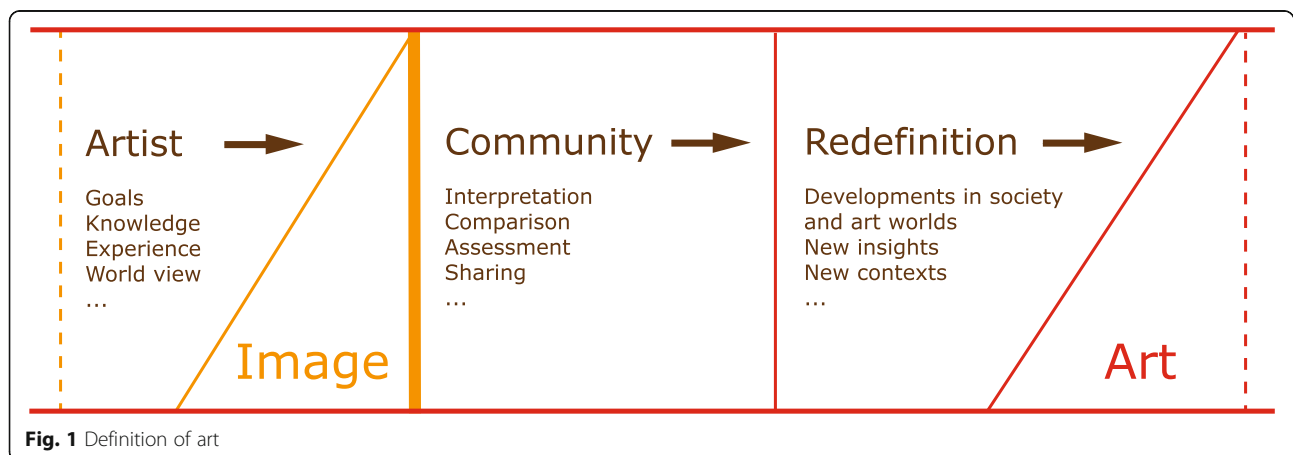 Artist
Goals
Knowledge
Experience
World view
...
Image
Community
Interpretation
Comparison
Assessment
Sharing
...
Redefinition
Developments in society
and art worlds
New insights
New contexts
...
Art
Fig. 1 Definition of art